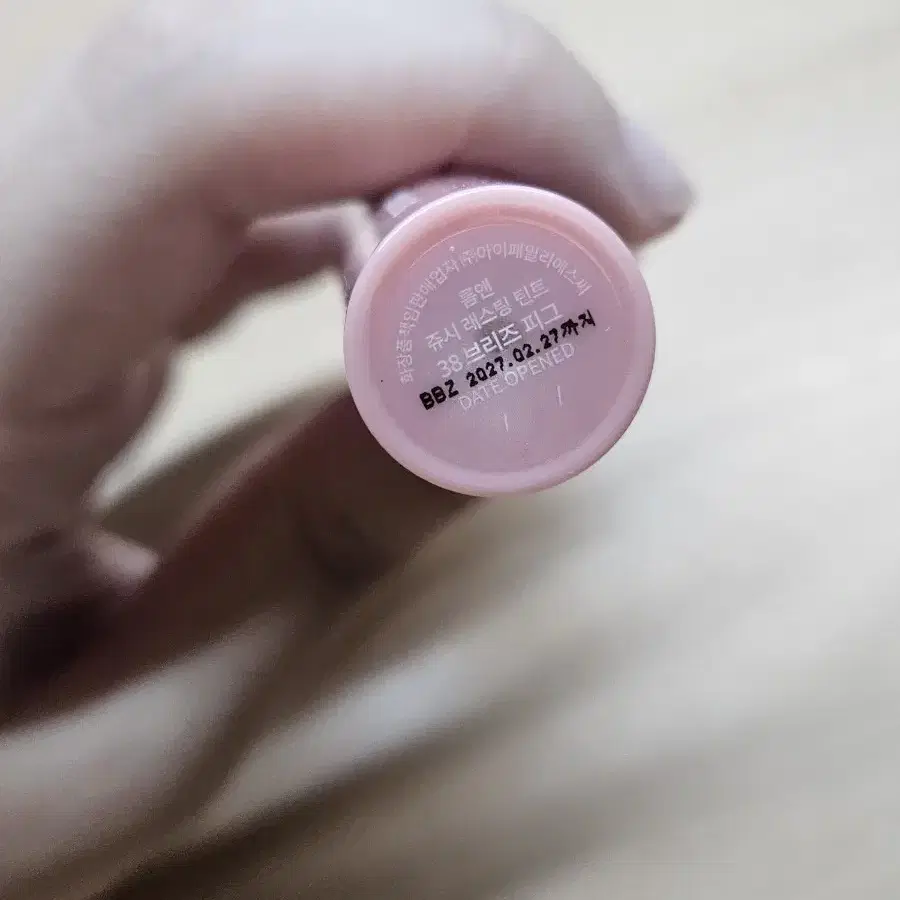 화장품책임판매업자 ㈜아이패밀리에스씨
롬앤
쥬시 래스팅 틴트
38 브리즈 피그
BBZ 2027.02.27까지
DATE OPENED
/ /